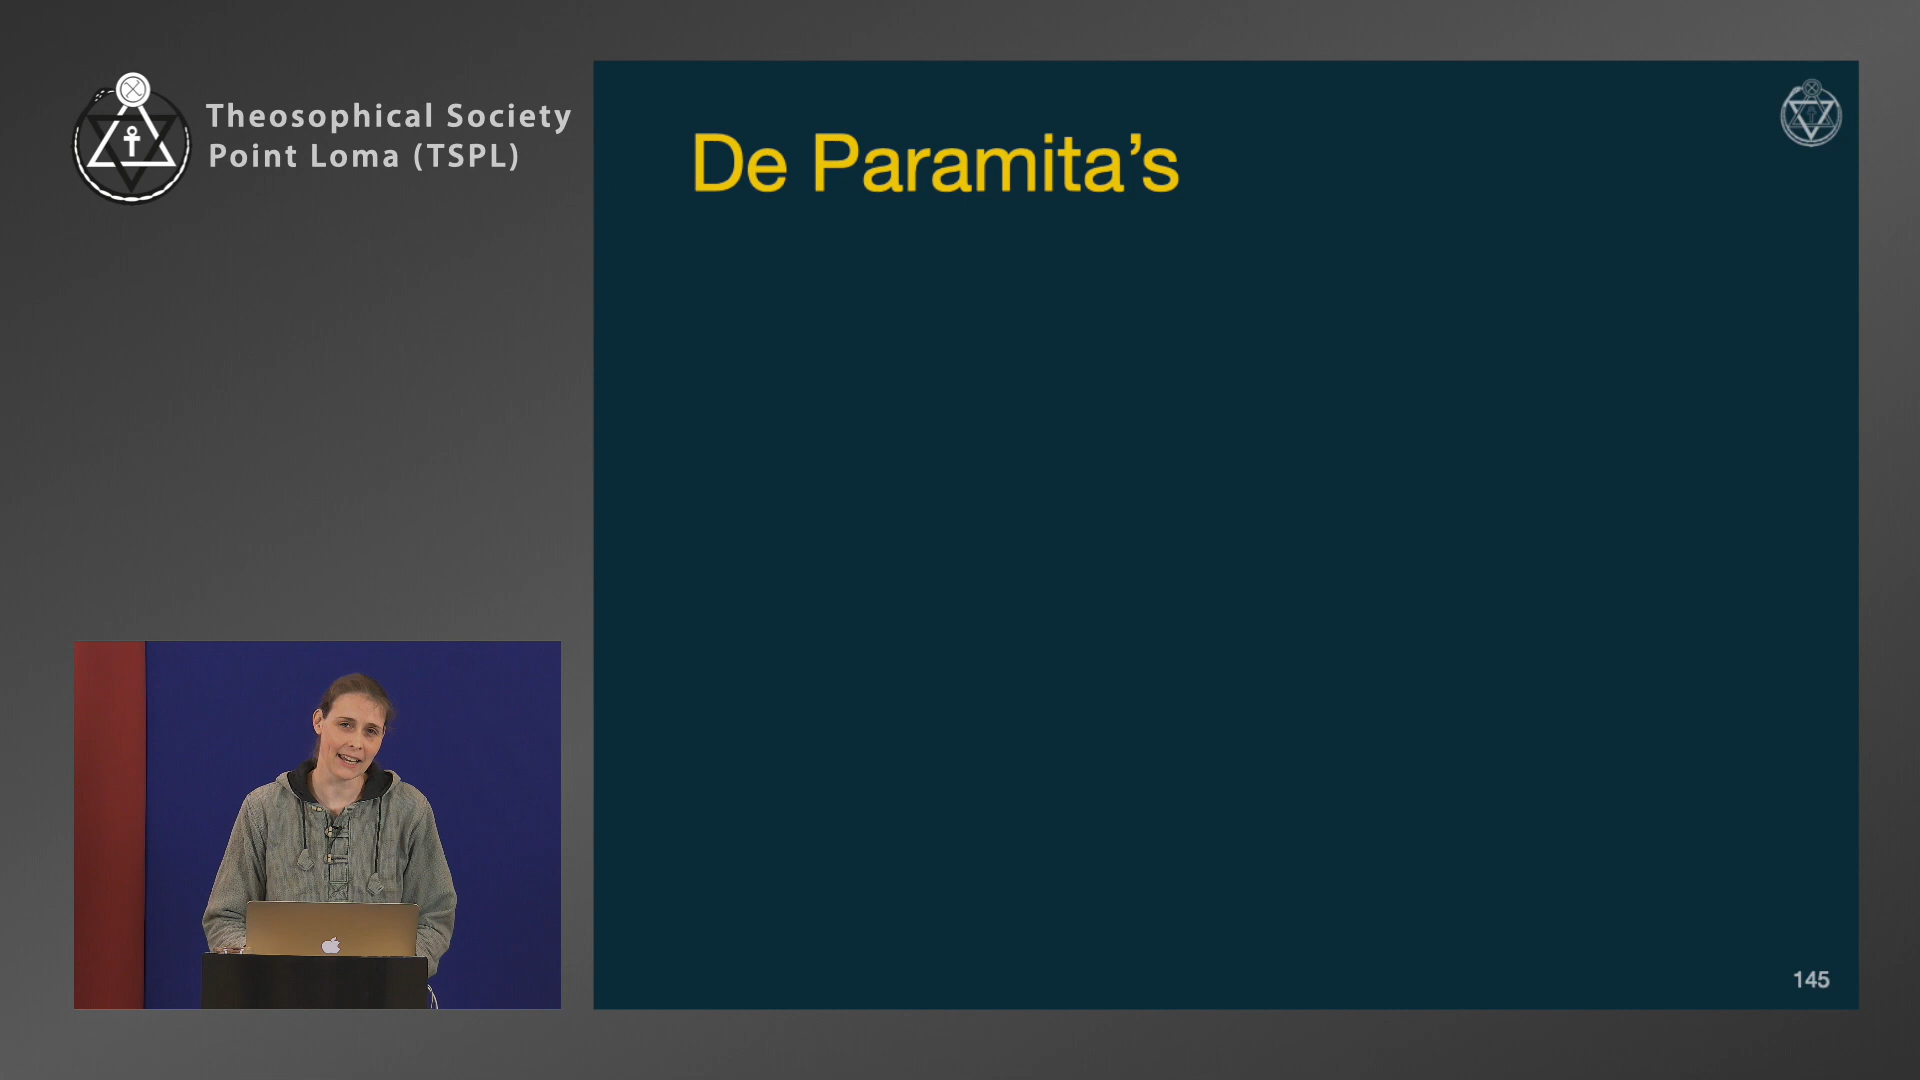 Theosophical Society
Point Loma (TSPL)
De Paramita’s
145